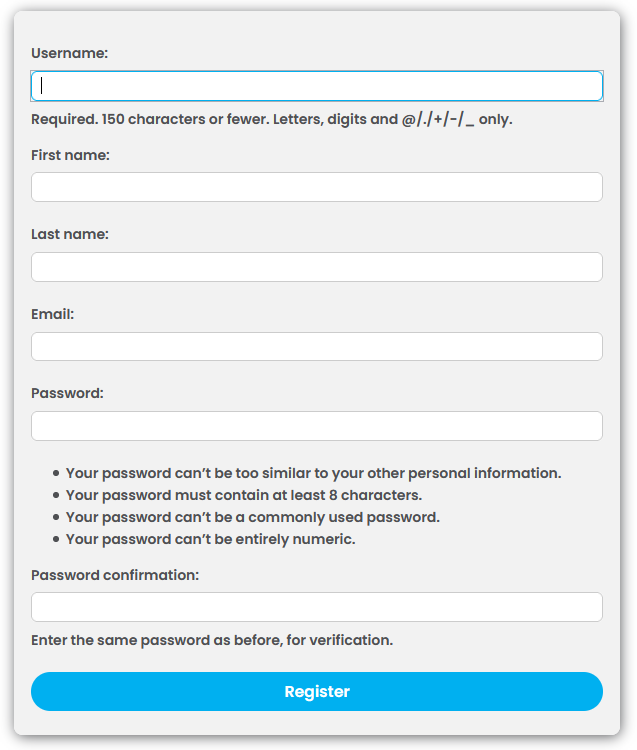 Username:
Required. 150 characters or fewer. Letters, digits and @/./+/-/_ only.
First name:
Last name:
Email:
Password:
Your password can’t be too similar to your other personal information.
Your password must contain at least 8 characters.
Your password can’t be a commonly used password.
Your password can’t be entirely numeric.
Password confirmation:
Enter the same password as before, for verification.
Register